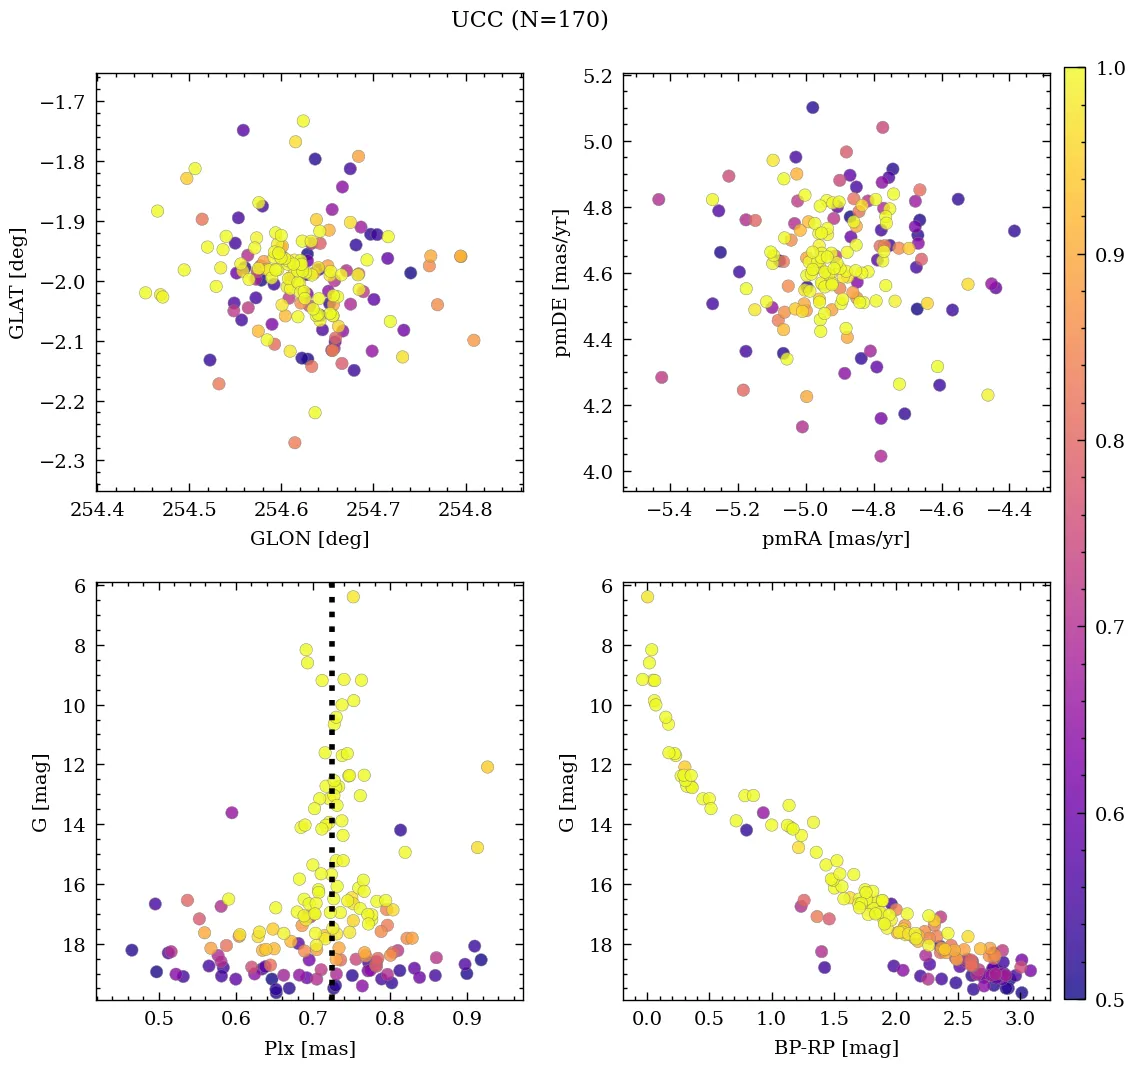 UCC (N=170)
−1.7
−1.8
−1.9
−2.0
−2.1
−2.2
−2.3
GLAT [deg]
254.4 254.5 254.6 254.7 254.8
GLON [deg]
5.2
5.0
4.8
4.6
4.4
4.2
4.0
pmDE [mas/yr]
−5.4 −5.2 −5.0 −4.8 −4.6 −4.4
pmRA [mas/yr]
1.0
0.9
0.8
0.7
0.6
0.5
6
8
10
12
14
16
18
G [mag]
0.5 0.6 0.7 0.8 0.9
Plx [mas]
6
8
10
12
14
16
18
G [mag]
0.0 0.5 1.0 1.5 2.0 2.5 3.0
BP-RP [mag]